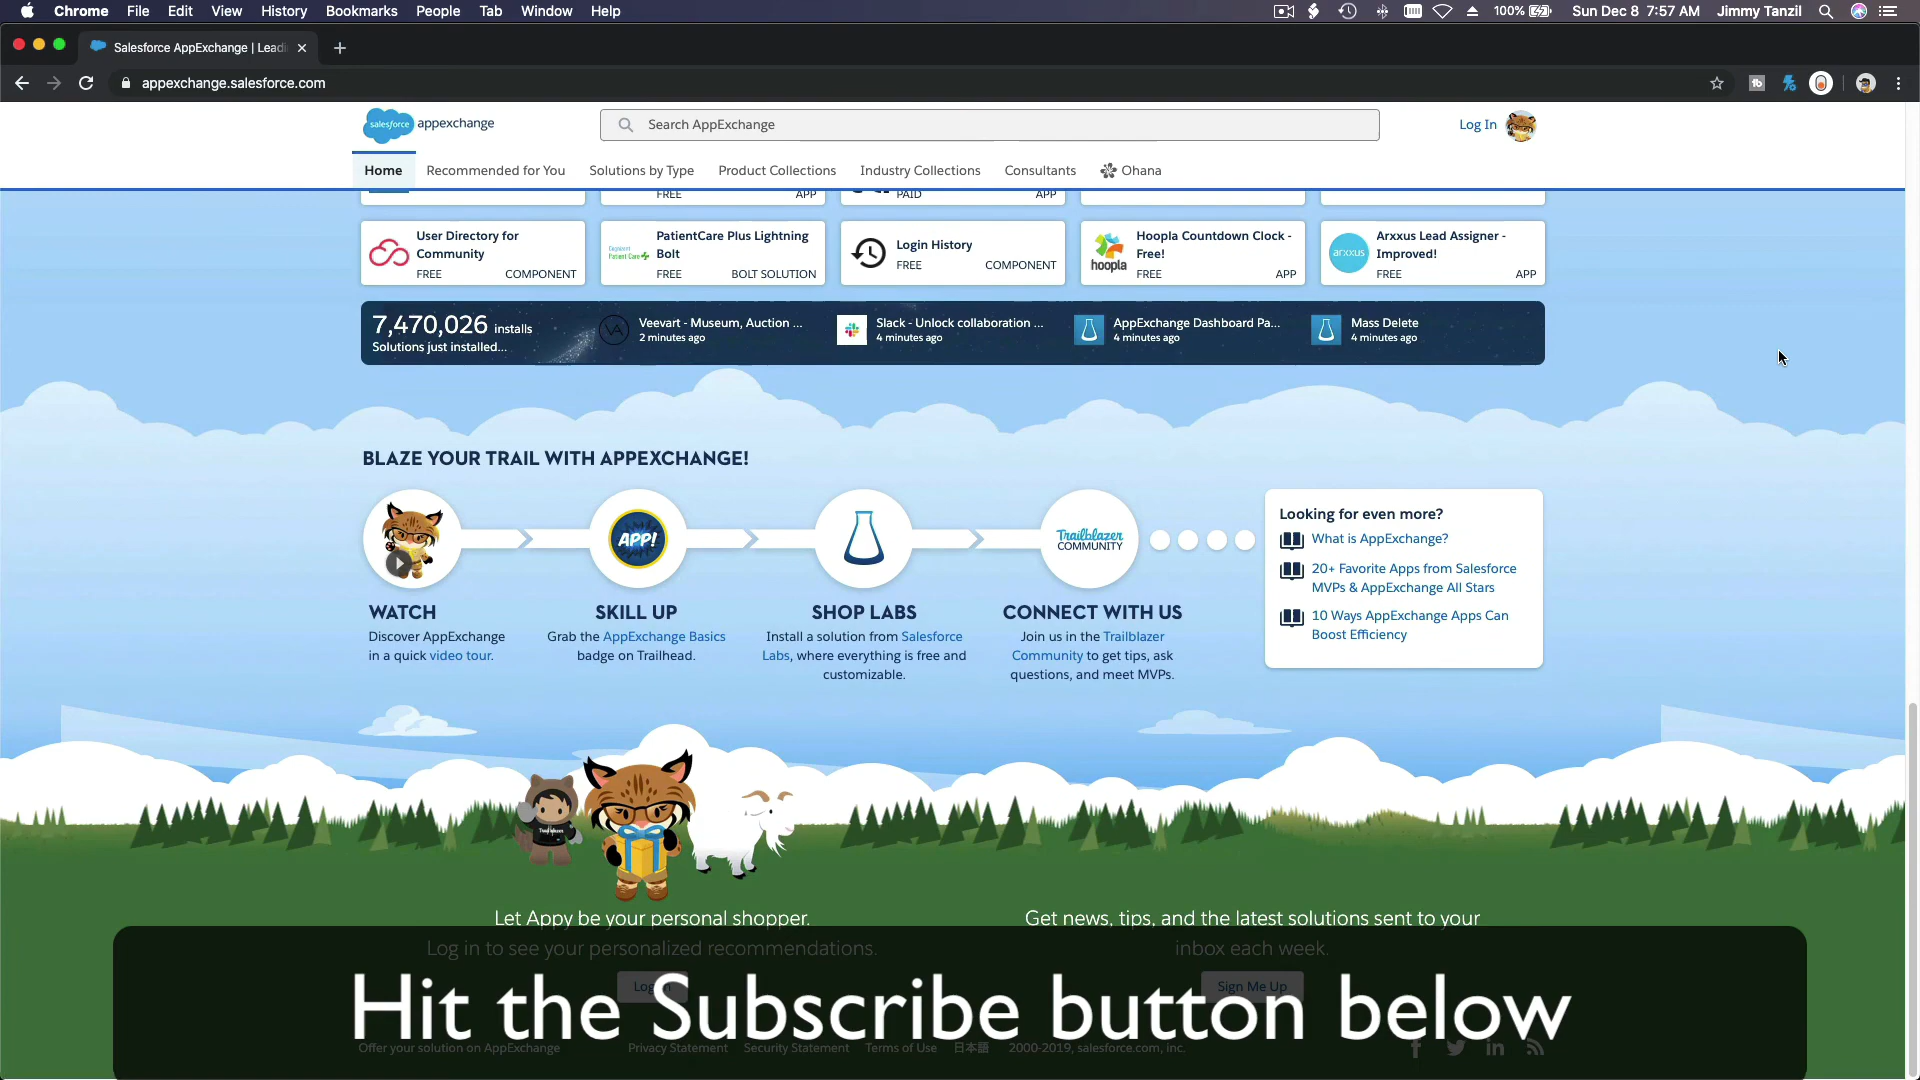 Chrome File Edit View History Bookmarks People Tab Window Help
100% Sun Dec 8 7:57 AM Jimmy Tanzil
Salesforce AppExchange | Leadi
appexchange.salesforce.com
salesforce appexchange
Search AppExchange
Log In
Home Recommended for You Solutions by Type Product Collections Industry Collections Consultants Ohana
FREE APP
PAID APP
User Directory for
Community
FREE COMPONENT
PatientCare Plus Lightning
Bolt
FREE BOLT SOLUTION
Login History
FREE COMPONENT
hoopla
Hoopla Countdown Clock -
Free!
FREE APP
arxxus
Arxxus Lead Assigner -
Improved!
FREE APP
7,470,026 installs
Solutions just installed...
VA
Veevart - Museum, Auction ...
2 minutes ago
Slack - Unlock collaboration ...
4 minutes ago
AppExchange Dashboard Pa...
4 minutes ago
Mass Delete
4 minutes ago
BLAZE YOUR TRAIL WITH APPEXCHANGE!
APP!
Trailblazer
COMMUNITY
WATCH
Discover AppExchange
in a quick video tour.
SKILL UP
Grab the AppExchange Basics
badge on Trailhead.
SHOP LABS
Install a solution from Salesforce
Labs, where everything is free and
customizable.
CONNECT WITH US
Join us in the Trailblazer
Community to get tips, ask
questions, and meet MVPs.
Looking for even more?
What is AppExchange?
20+ Favorite Apps from Salesforce
MVPs & AppExchange All Stars
10 Ways AppExchange Apps Can
Boost Efficiency
Let Appy be your personal shopper.
Log in to see your personalized recommendations.
Get news, tips, and the latest solutions sent to your
inbox each week.
Sign Me Up
Hit the Subscribe button below
Offer your solution on AppExchange Privacy Statement Security Statement Terms of Use 日本語 2000-2019, salesforce.com, inc.